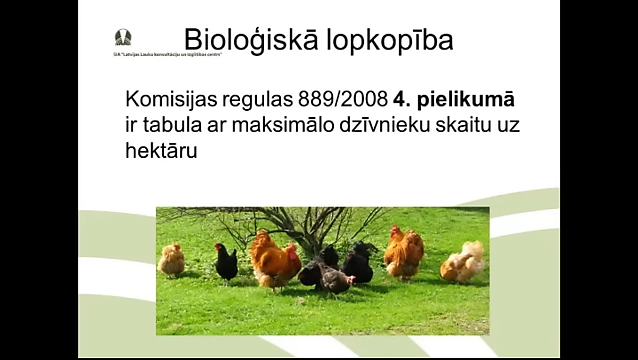 Bioloģiskā lopkopība
SIA "Latvijas Lauku konsultāciju un izglītības centrs"
Komisijas regulas 889/2008 4. pielikumā
ir tabula ar maksimālo dzīvnieku skaitu uz
hektāru